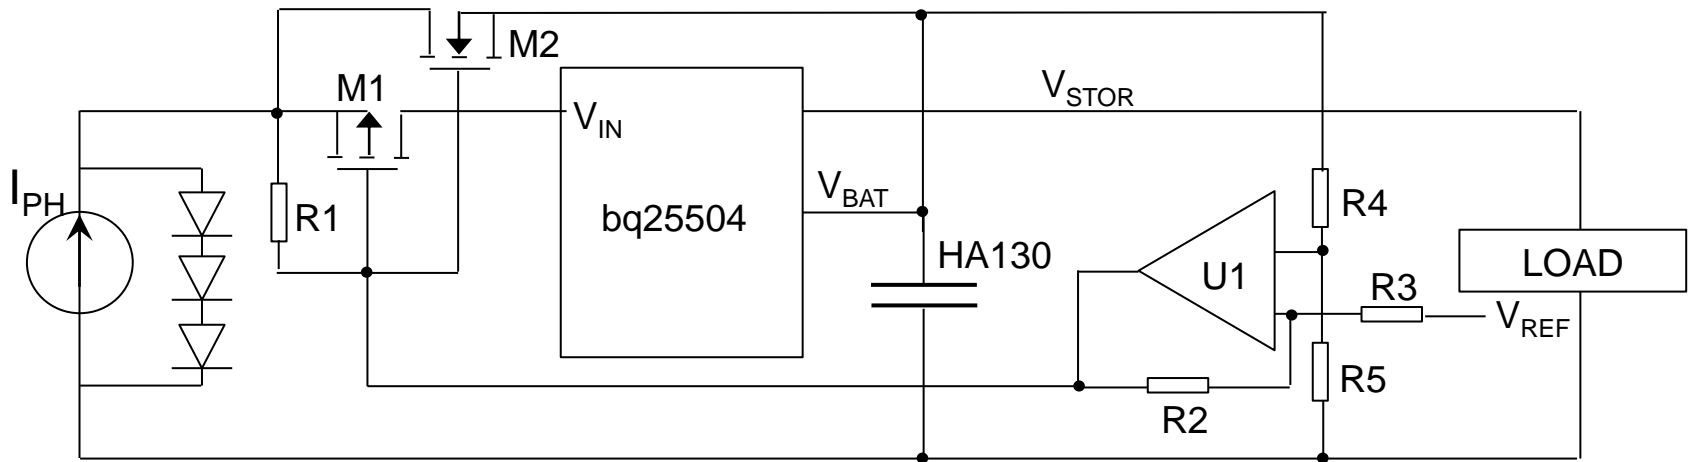 M2
M1
V_STOR
V_IN
I_PH
V_BAT
R1
bq25504
R4
HA130
U1
LOAD
R3
V_REF
R5
R2